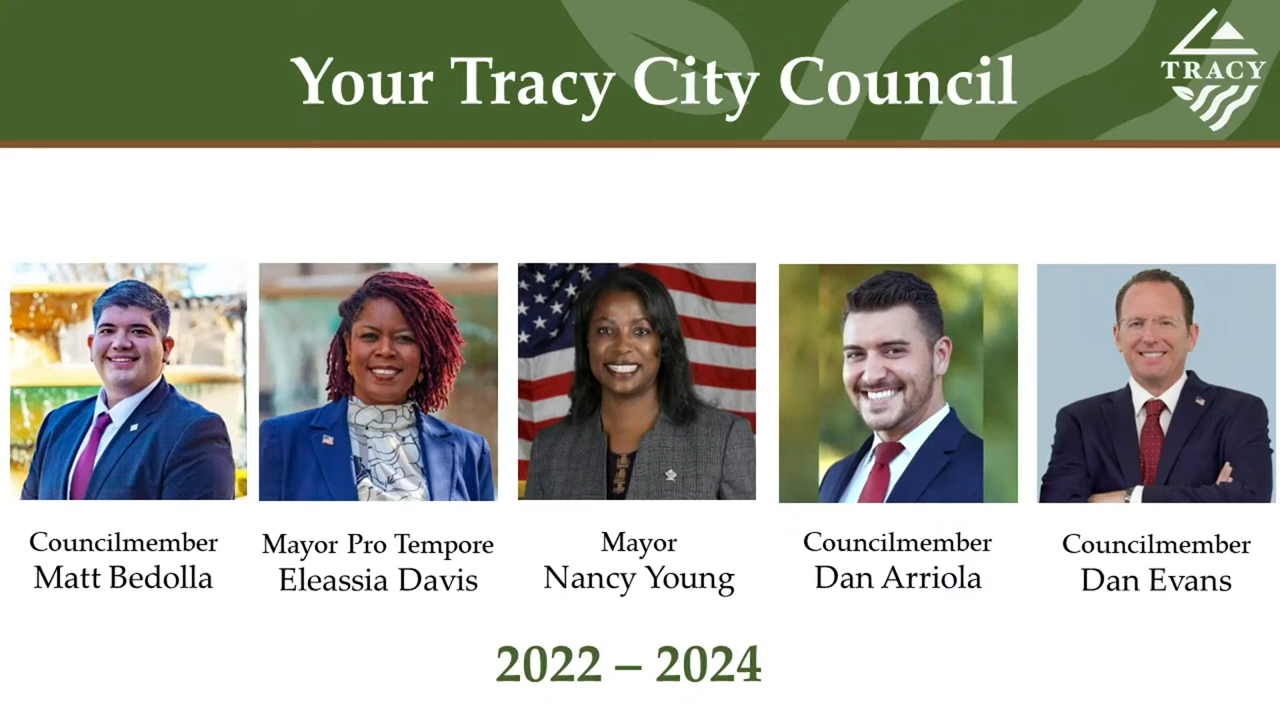 Your Tracy City Council
TRACY
Councilmember
Matt Bedolla
Mayor Pro Tempore
Eleassia Davis
Mayor
Nancy Young
Councilmember
Dan Arriola
Councilmember
Dan Evans
2022 – 2024